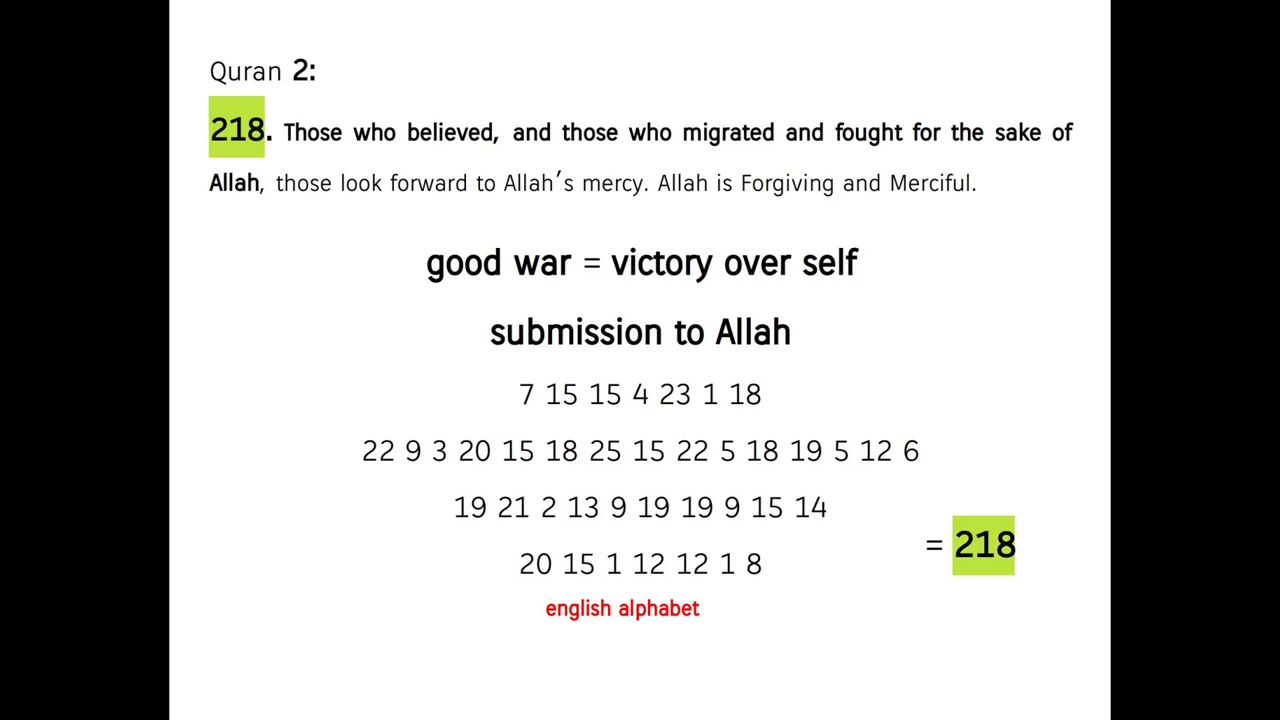 Quran 2:
218. Those who believed, and those who migrated and fought for the sake of
Allah, those look forward to Allah's mercy. Allah is Forgiving and Merciful.
good war = victory over self
submission to Allah
7 15 15 4 23 1 18
22 9 3 20 15 18 25 15 22 5 18 19 5 12 6
19 21 2 13 9 19 19 9 15 14
= 218
20 15 1 12 12 1 8
english alphabet